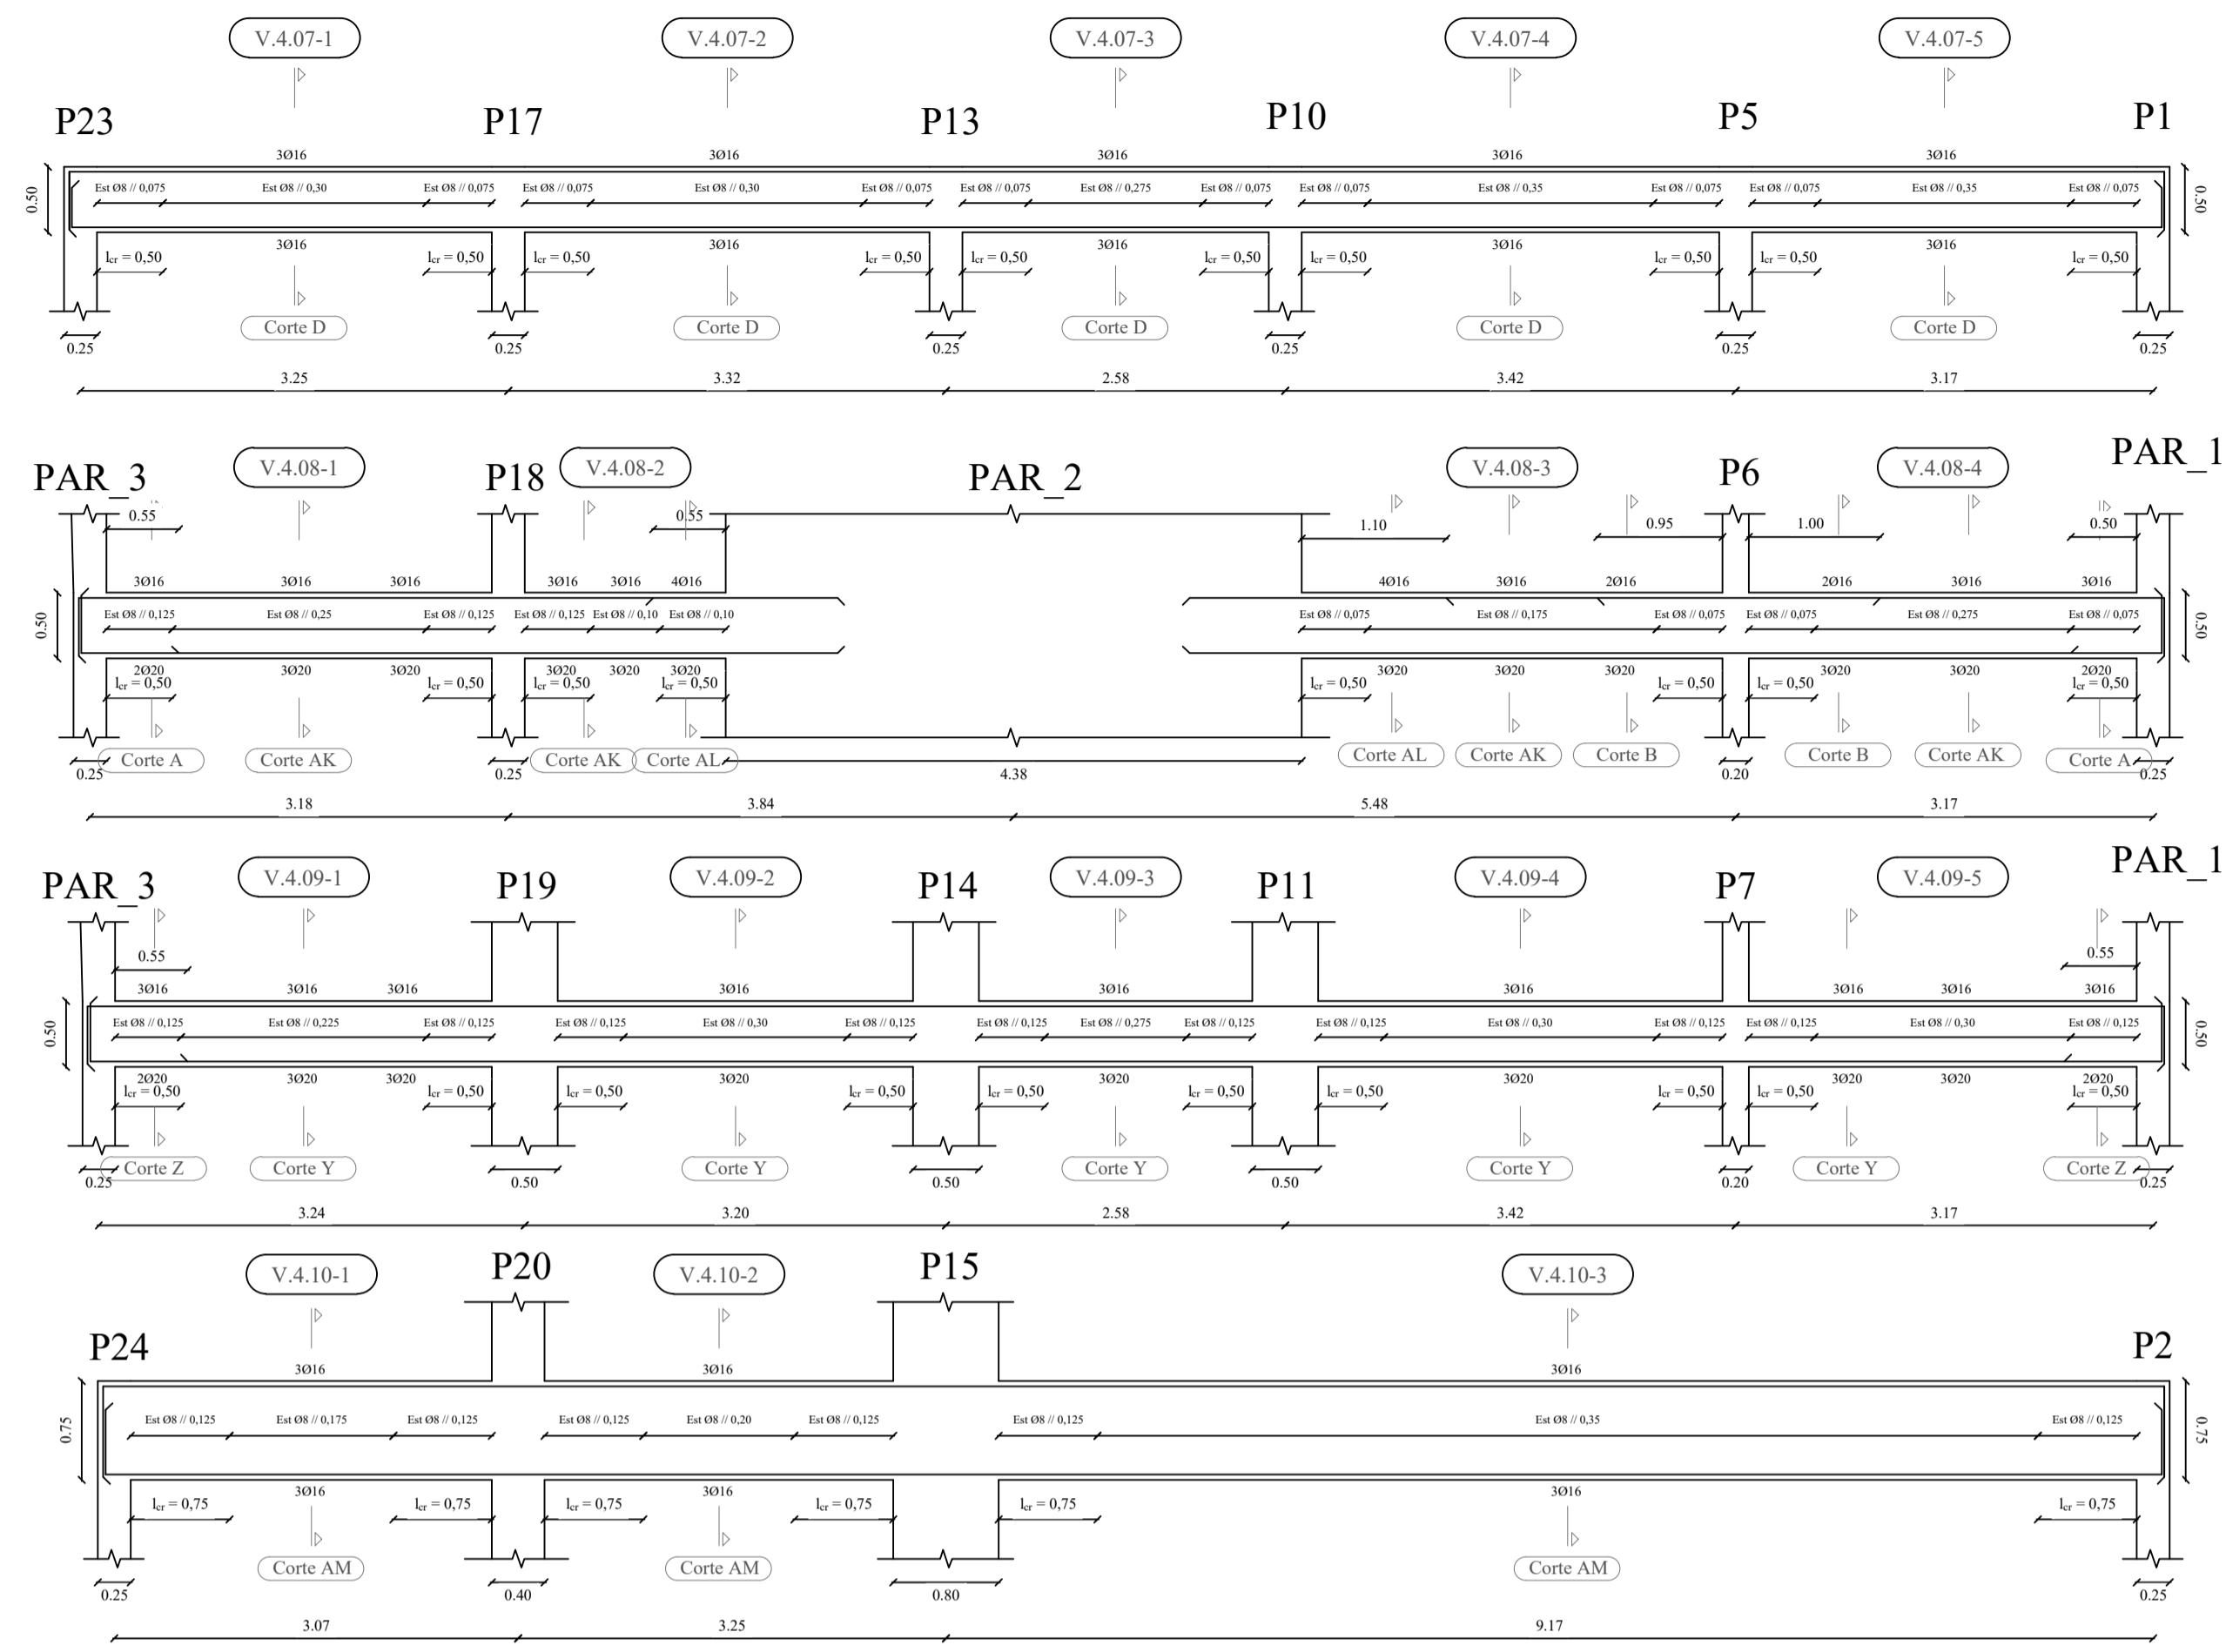 V.4.07-1 V.4.07-2 V.4.07-3 V.4.07-4 V.4.07-5
P23 P17 P13 P10 P5 P1
3Ø16 3Ø16 3Ø16 3Ø16 3Ø16
0.50 Est Ø8 // 0,075 Est Ø8 // 0,30 Est Ø8 // 0,075 Est Ø8 // 0,075 Est Ø8 // 0,30 Est Ø8 // 0,075 Est Ø8 // 0,075 Est Ø8 // 0,275 Est Ø8 // 0,075 Est Ø8 // 0,075 Est Ø8 // 0,35 Est Ø8 // 0,075 Est Ø8 // 0,075 Est Ø8 // 0,35 Est Ø8 // 0,075 0.50
3Ø16 3Ø16 3Ø16 3Ø16 3Ø16
lcr = 0,50 lcr = 0,50 lcr = 0,50 lcr = 0,50 lcr = 0,50 lcr = 0,50 lcr = 0,50 lcr = 0,50 lcr = 0,50 lcr = 0,50
Corte D Corte D Corte D Corte D Corte D
0.25 0.25 0.25 0.25 0.25 0.25
3.25 3.32 2.58 3.42 3.17
PAR_3 V.4.08-1 P18 V.4.08-2 PAR_2 V.4.08-3 P6 V.4.08-4 PAR_1
0.55 0.55 1.10 0.95 1.00 0.50
3Ø16 3Ø16 3Ø16 3Ø16 3Ø16 4Ø16 4Ø16 3Ø16 2Ø16 2Ø16 3Ø16 3Ø16
0.50 Est Ø8 // 0,125 Est Ø8 // 0,25 Est Ø8 // 0,125 Est Ø8 // 0,125 Est Ø8 // 0,10 Est Ø8 // 0,10 Est Ø8 // 0,075 Est Ø8 // 0,175 Est Ø8 // 0,075 Est Ø8 // 0,075 Est Ø8 // 0,275 Est Ø8 // 0,075 0.50
2Ø20 3Ø20 3Ø20 3Ø20 3Ø20 3Ø20 3Ø20 3Ø20 3Ø20 3Ø20 3Ø20 2Ø20
lcr = 0,50 lcr = 0,50 lcr = 0,50 lcr = 0,50 lcr = 0,50 lcr = 0,50 lcr = 0,50 lcr = 0,50
Corte A Corte AK Corte AK Corte AL Corte AL Corte AK Corte B Corte B Corte AK Corte A
0.25 0.25 4.38 0.20 0.25
3.18 3.84 5.48 3.17
PAR_3 V.4.09-1 P19 V.4.09-2 P14 V.4.09-3 P11 V.4.09-4 P7 V.4.09-5 PAR_1
0.55 0.55
3Ø16 3Ø16 3Ø16 3Ø16 3Ø16 3Ø16 3Ø16 3Ø16 3Ø16
0.50 Est Ø8 // 0,125 Est Ø8 // 0,225 Est Ø8 // 0,125 Est Ø8 // 0,125 Est Ø8 // 0,30 Est Ø8 // 0,125 Est Ø8 // 0,125 Est Ø8 // 0,275 Est Ø8 // 0,125 Est Ø8 // 0,125 Est Ø8 // 0,30 Est Ø8 // 0,125 Est Ø8 // 0,125 Est Ø8 // 0,30 Est Ø8 // 0,125 0.50
2Ø20 3Ø20 3Ø20 3Ø20 3Ø20 3Ø20 3Ø20 3Ø20 2Ø20
lcr = 0,50 lcr = 0,50 lcr = 0,50 lcr = 0,50 lcr = 0,50 lcr = 0,50 lcr = 0,50 lcr = 0,50 lcr = 0,50 lcr = 0,50
Corte Z Corte Y Corte Y Corte Y Corte Y Corte Y Corte Z
0.25 0.50 0.50 0.50 0.20 0.25
3.24 3.20 2.58 3.42 3.17
V.4.10-1 P20 V.4.10-2 P15 V.4.10-3
P24 P2
3Ø16 3Ø16 3Ø16
0.75 Est Ø8 // 0,125 Est Ø8 // 0,175 Est Ø8 // 0,125 Est Ø8 // 0,125 Est Ø8 // 0,20 Est Ø8 // 0,125 Est Ø8 // 0,125 Est Ø8 // 0,35 Est Ø8 // 0,125 0.75
3Ø16 3Ø16 3Ø16
lcr = 0,75 lcr = 0,75 lcr = 0,75 lcr = 0,75 lcr = 0,75 lcr = 0,75
Corte AM Corte AM Corte AM
0.25 0.40 0.80 0.25
3.07 3.25 9.17